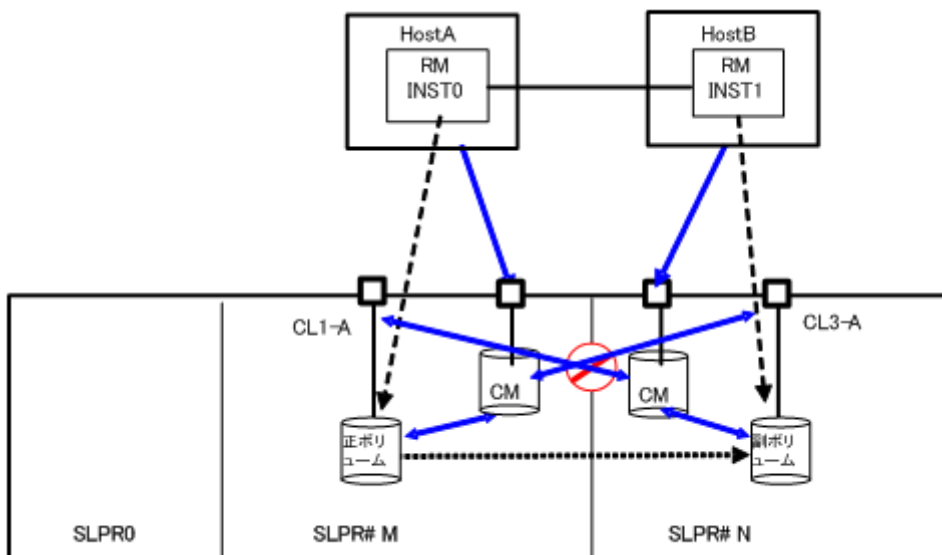 HostA
RM
INST0
HostB
RM
INST1
CL1-A
CL3-A
CM
CM
正ボリ
ューム
副ボリ
ューム
SLPR0
SLPR# M
SLPR# N